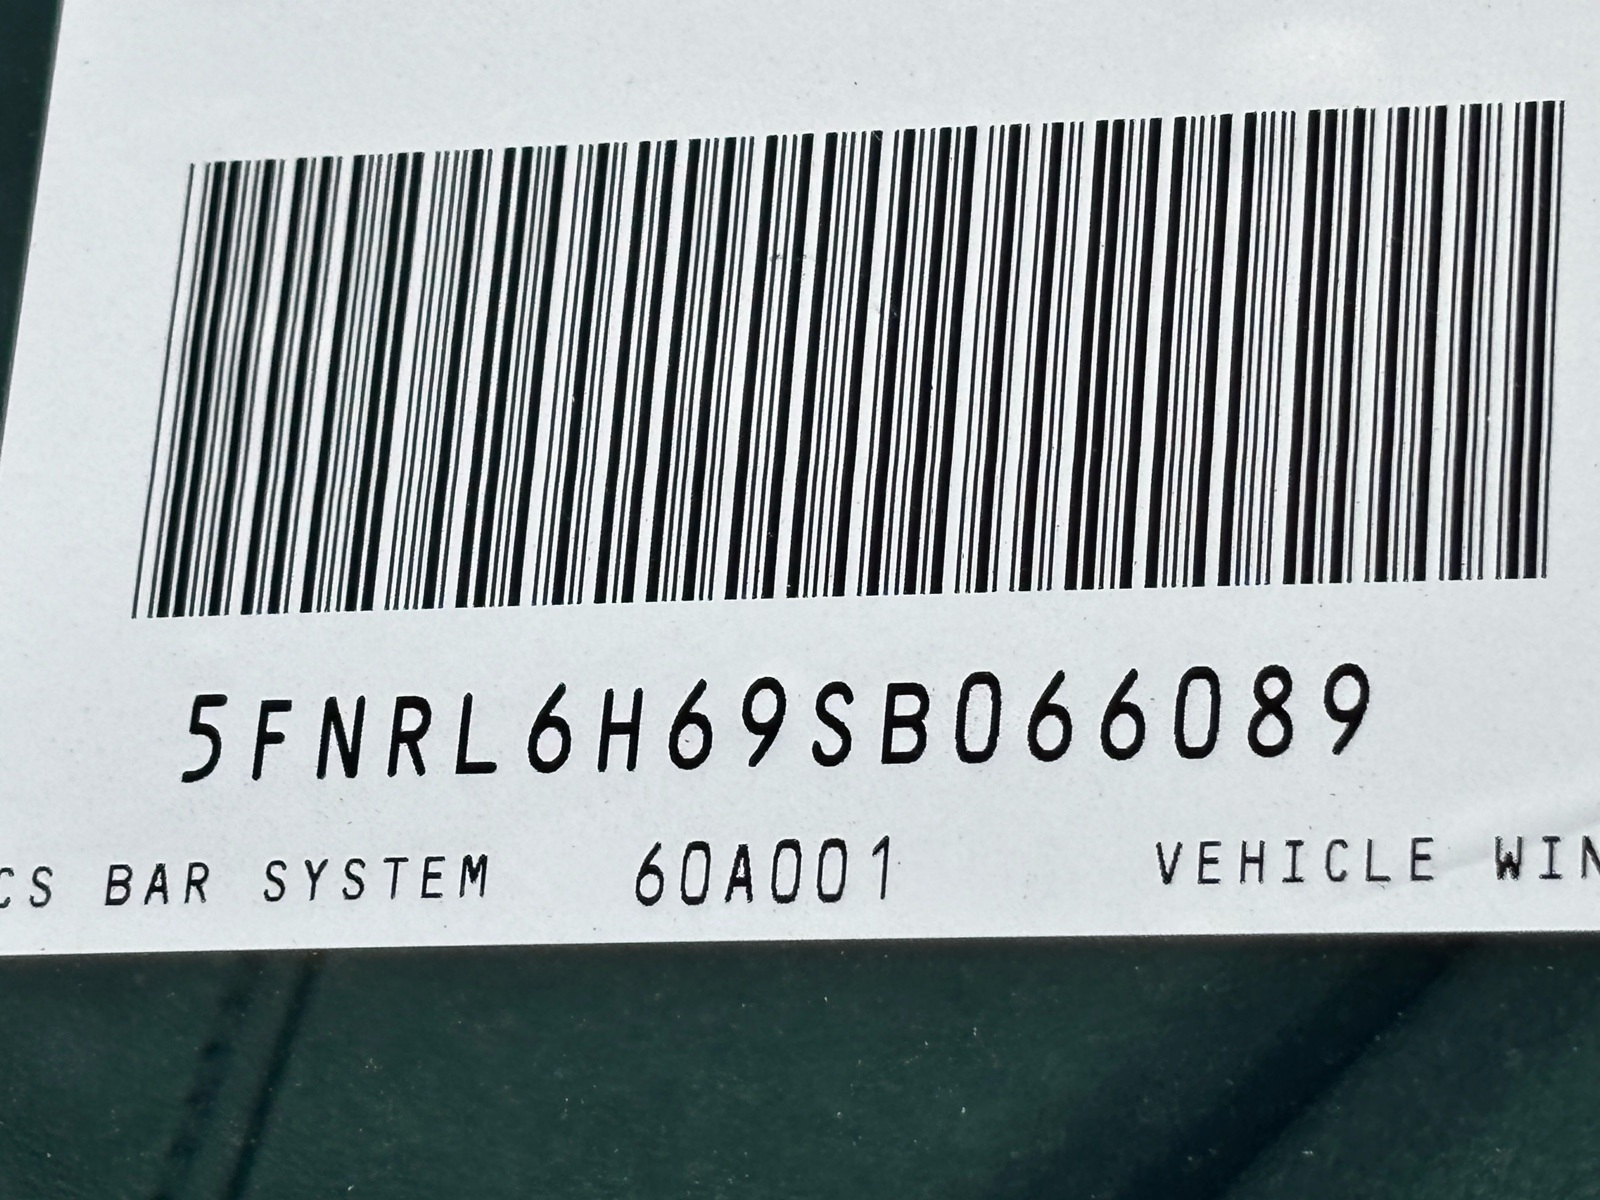 5FNRL6H69SB066089
CS BAR SYSTEM 60A001 VEHICLE WIN